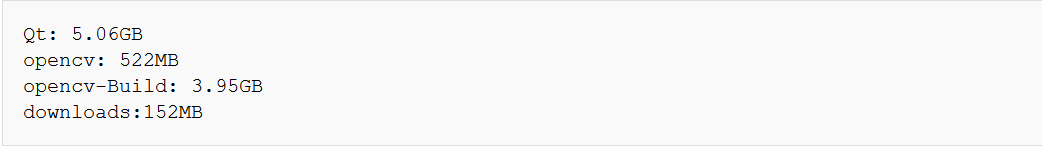 Qt: 5.06GB
opencv: 522MB
opencv-Build: 3.95GB
downloads:152MB